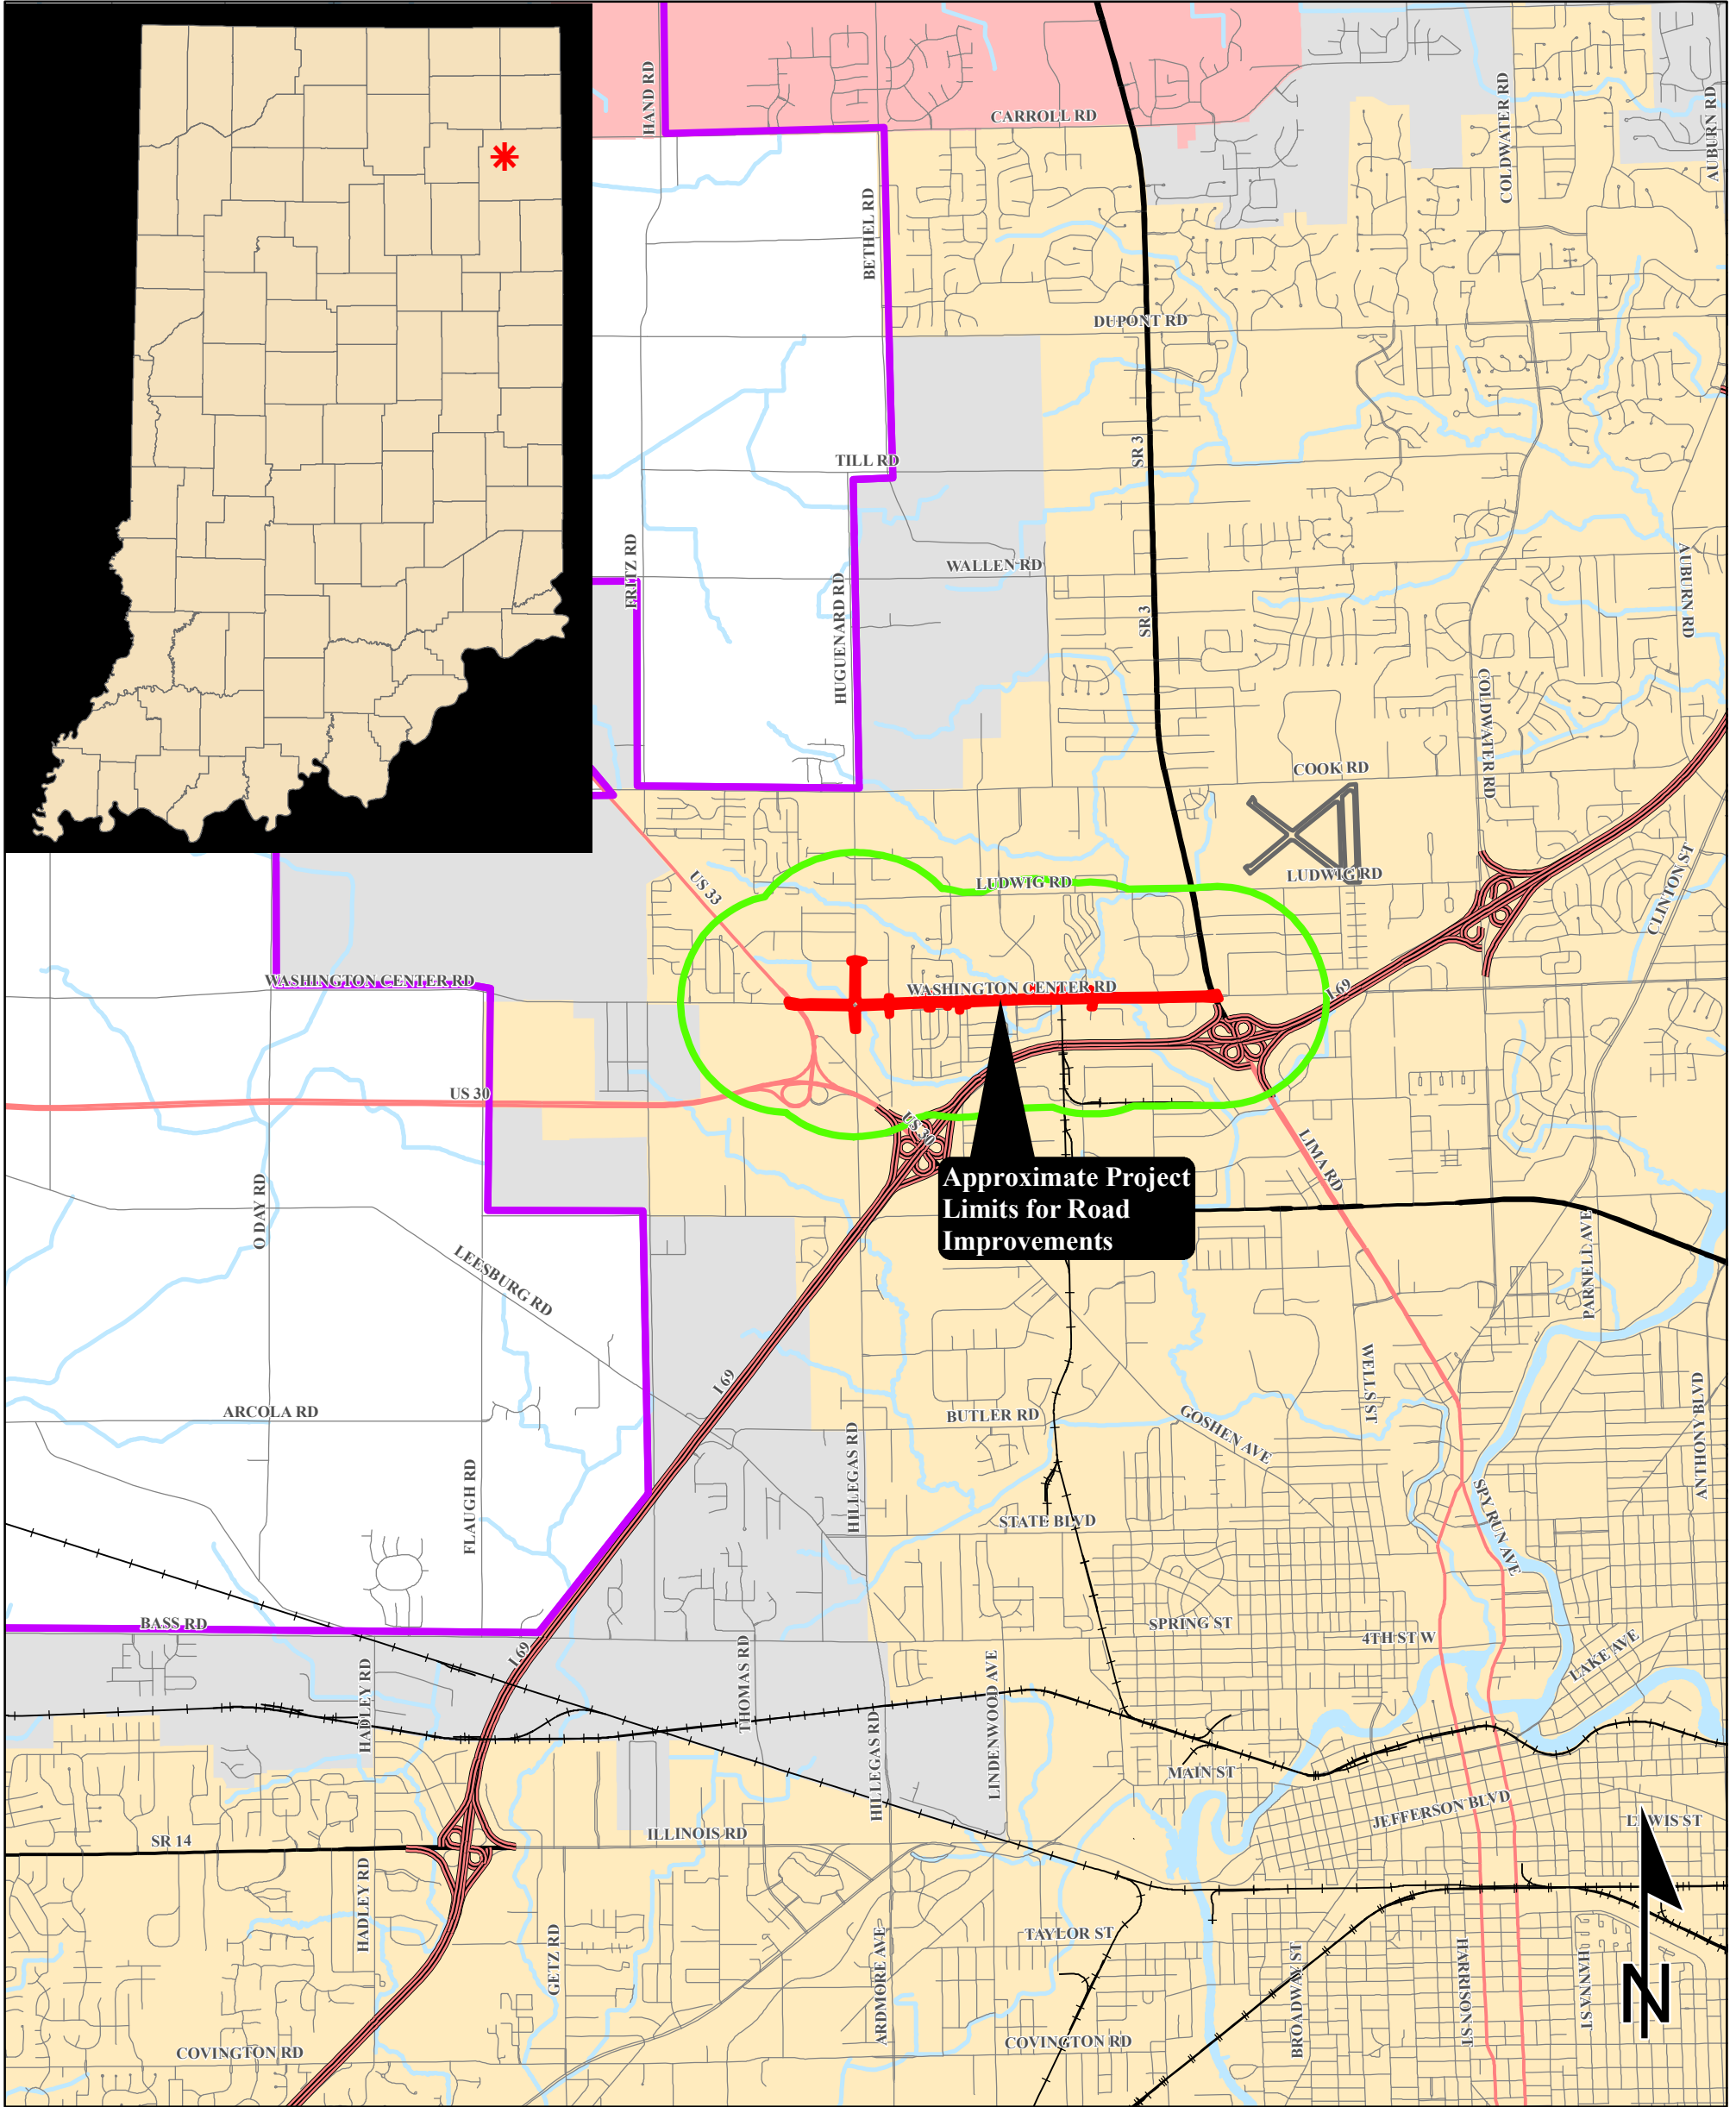 HAND RD
CARROLL RD
COLDWATER RD
AUBURN RD
BETHEL RD
DUPONT RD
SR 3
TILL RD
WALLEN RD
FRITZ RD
HUGUENARD RD
SR 3
AUBURN RD
COLDWATER RD
COOK RD
LUDWIG RD
LUDWIG RD
CLINTON ST
US 33
WASHINGTON CENTER RD
WASHINGTON CENTER RD
I 69
US 30
US 30
LIMA RD
Approximate Project
Limits for Road
Improvements
O DAY RD
LEESBURG RD
PARNELL AVE
I 69
WELLS ST
ARCOLA RD
BUTLER RD
GOSHEN AVE
ANTHONY BLVD
HILLEGAS RD
FLAUGH RD
STATE BLVD
SPY RUN AVE
BASS RD
SPRING ST
4TH ST W
LAKE AVE
I 69
HADLEY RD
THOMAS RD
LINDENWOOD AVE
HILLEGAS RD
MAIN ST
JEFFERSON BLVD
LEWIS ST
SR 14
ILLINOIS RD
HADLEY RD
GETZ RD
ARDMORE AVE
TAYLOR ST
BROADWAY ST
HARRISON ST
HANNA ST
N
COVINGTON RD
COVINGTON RD